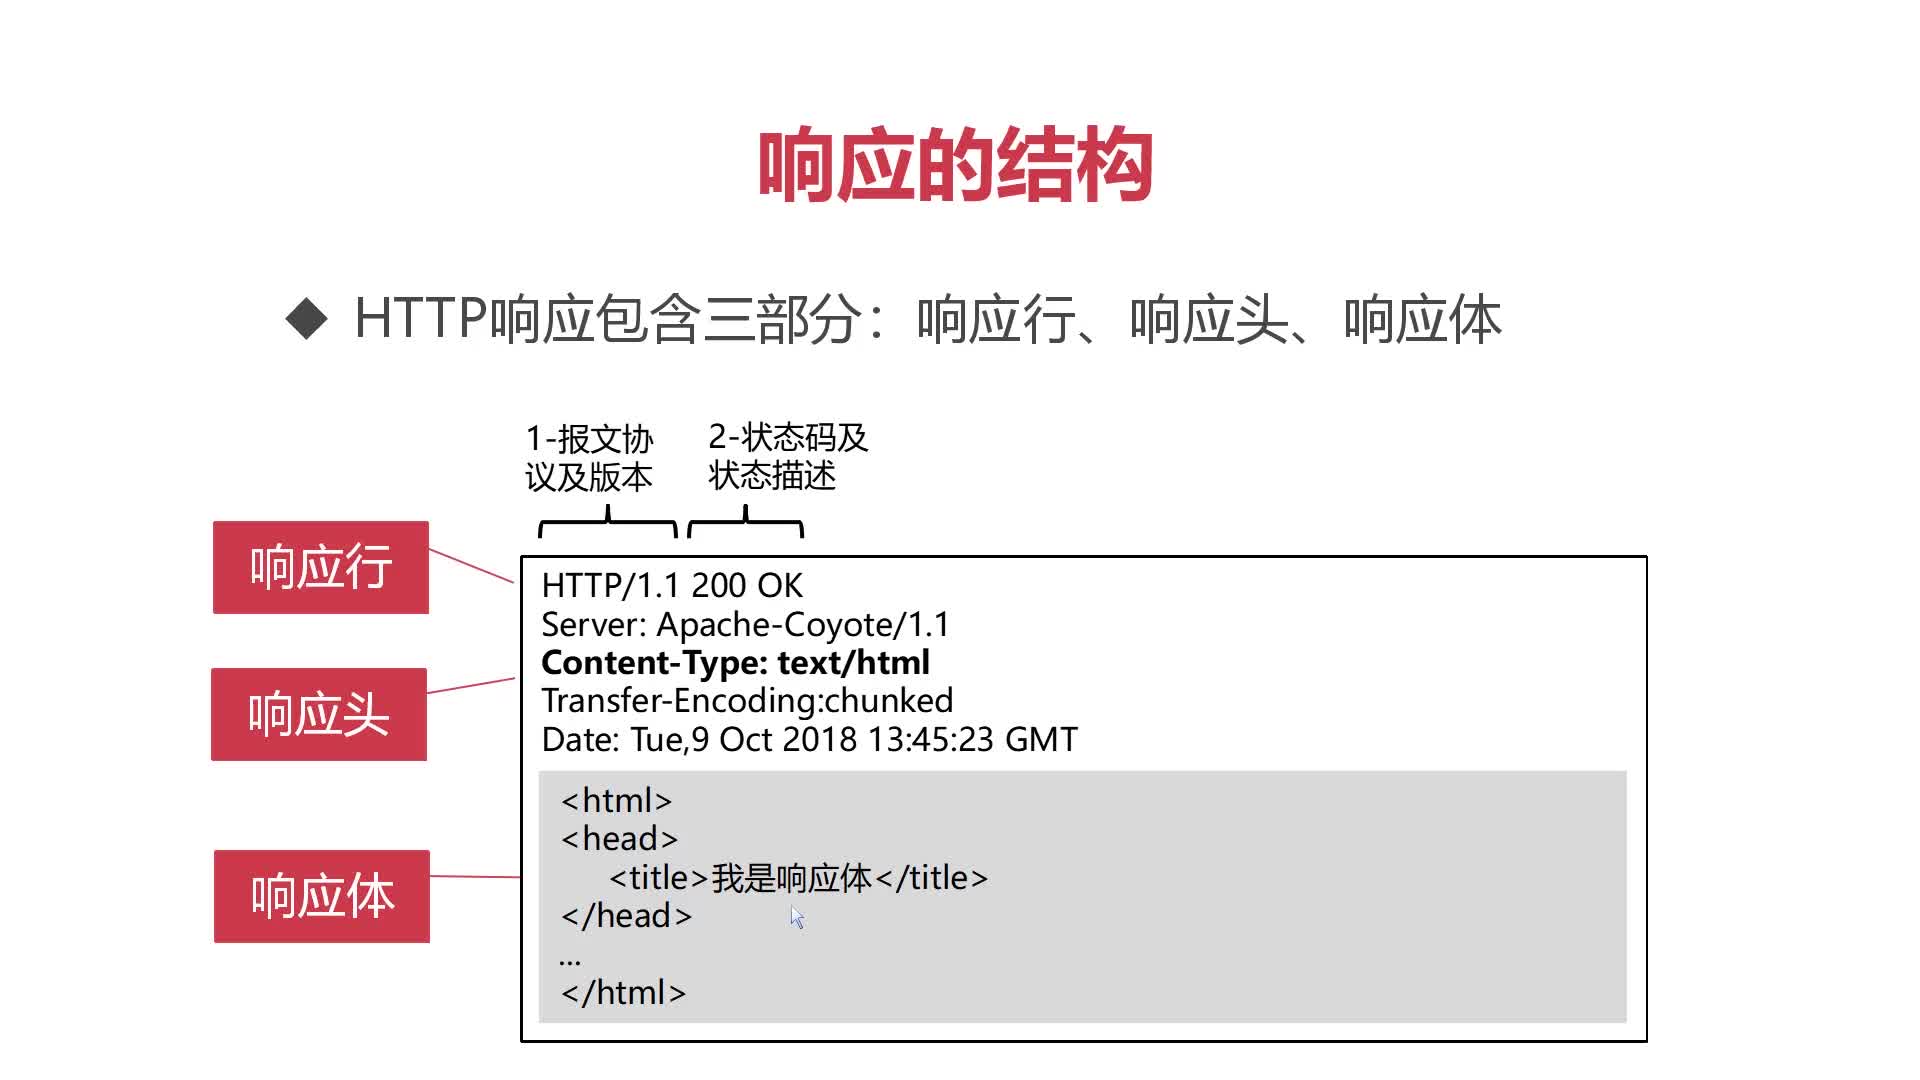 响应的结构
◆ HTTP响应包含三部分：响应行、响应头、响应体
1-报文协
议及版本
2-状态码及
状态描述
响应行
HTTP/1.1 200 OK
Server: Apache-Coyote/1.1
Content-Type: text/html
Transfer-Encoding:chunked
Date: Tue,9 Oct 2018 13:45:23 GMT
响应头
响应体
<html>
<head>
<title>我是响应体</title>
</head>
...
</html>